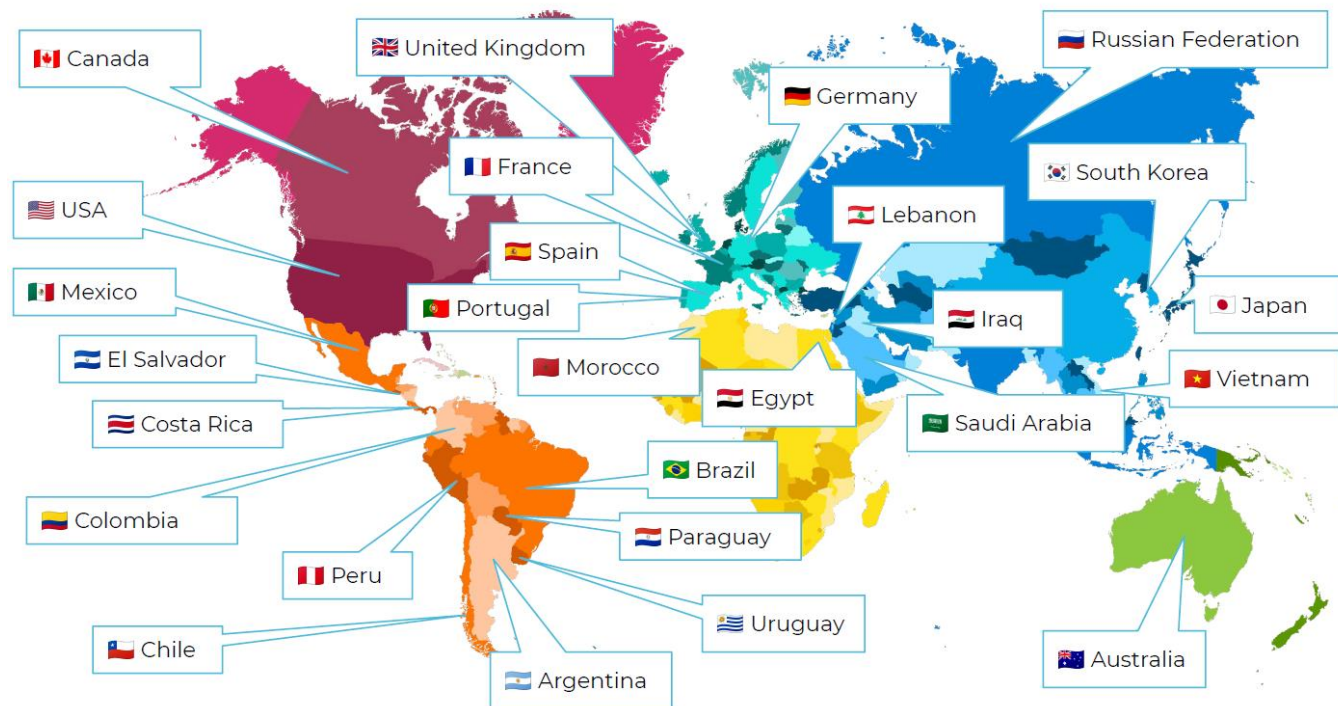 Canada
United Kingdom
Russian Federation
Germany
France
South Korea
USA
Lebanon
Spain
Mexico
Portugal
Iraq
Japan
El Salvador
Morocco
Vietnam
Egypt
Costa Rica
Saudi Arabia
Brazil
Colombia
Paraguay
Peru
Uruguay
Chile
Australia
Argentina